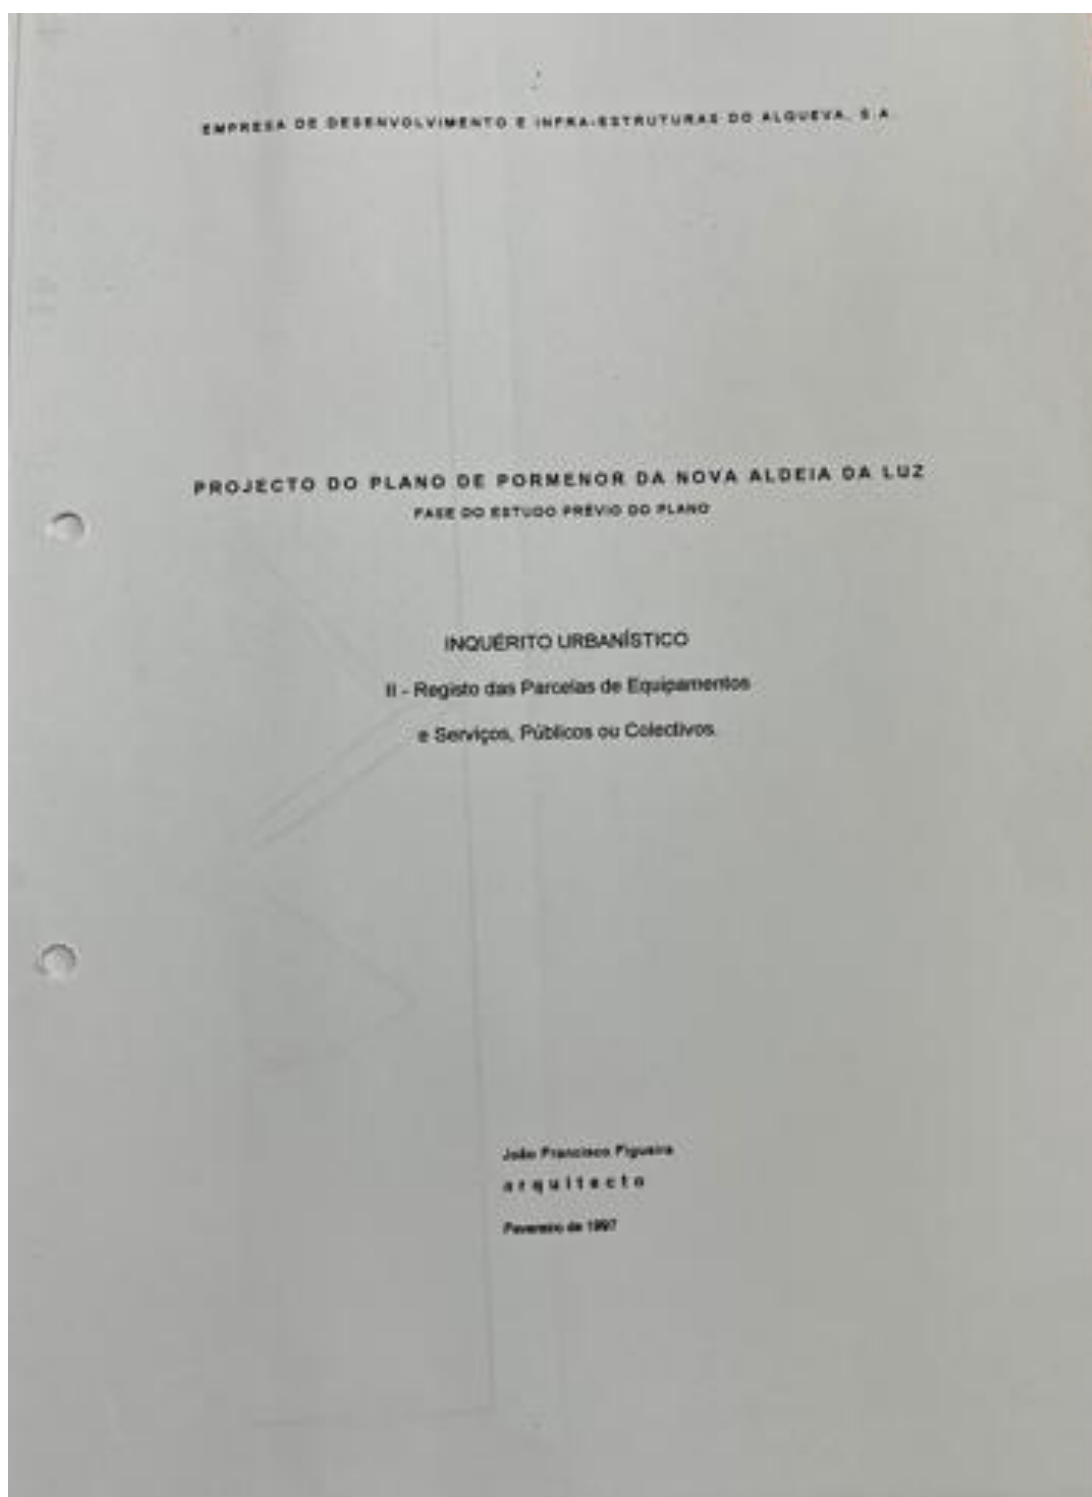 EMPRESA DE DESENVOLVIMENTO E INFRA-ESTRUTURAS DO ALQUEVA, S.A.
PROJECTO DO PLANO DE PORMENOR DA NOVA ALDEIA DA LUZ
FASE DO ESTUDO PRÉVIO DO PLANO
INQUÉRITO URBANÍSTICO
II - Registo das Parcelas de Equipamentos
e Serviços, Públicos ou Colectivos.
João Francisco Figueira
arquitecto
Fevereiro de 1997